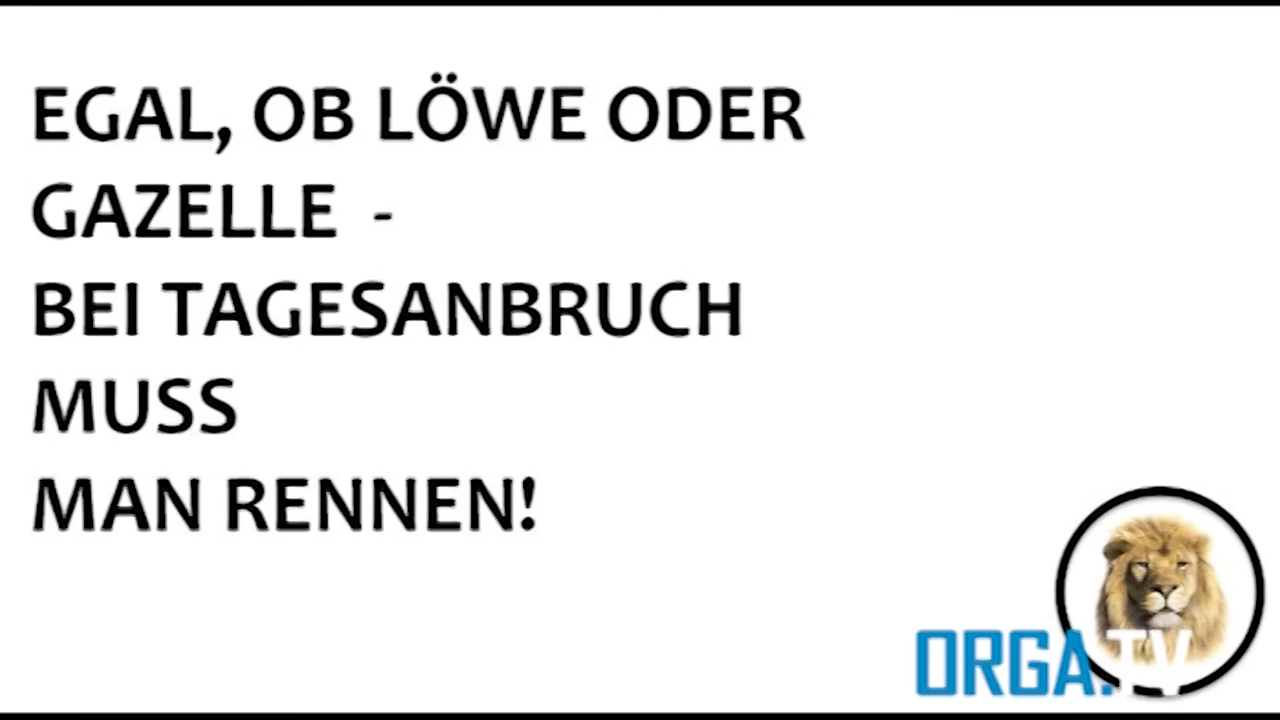 EGAL, OB LÖWE ODER
GAZELLE -
BEI TAGESANBRUCH
MUSS
MAN RENNEN!
ORGA.TV